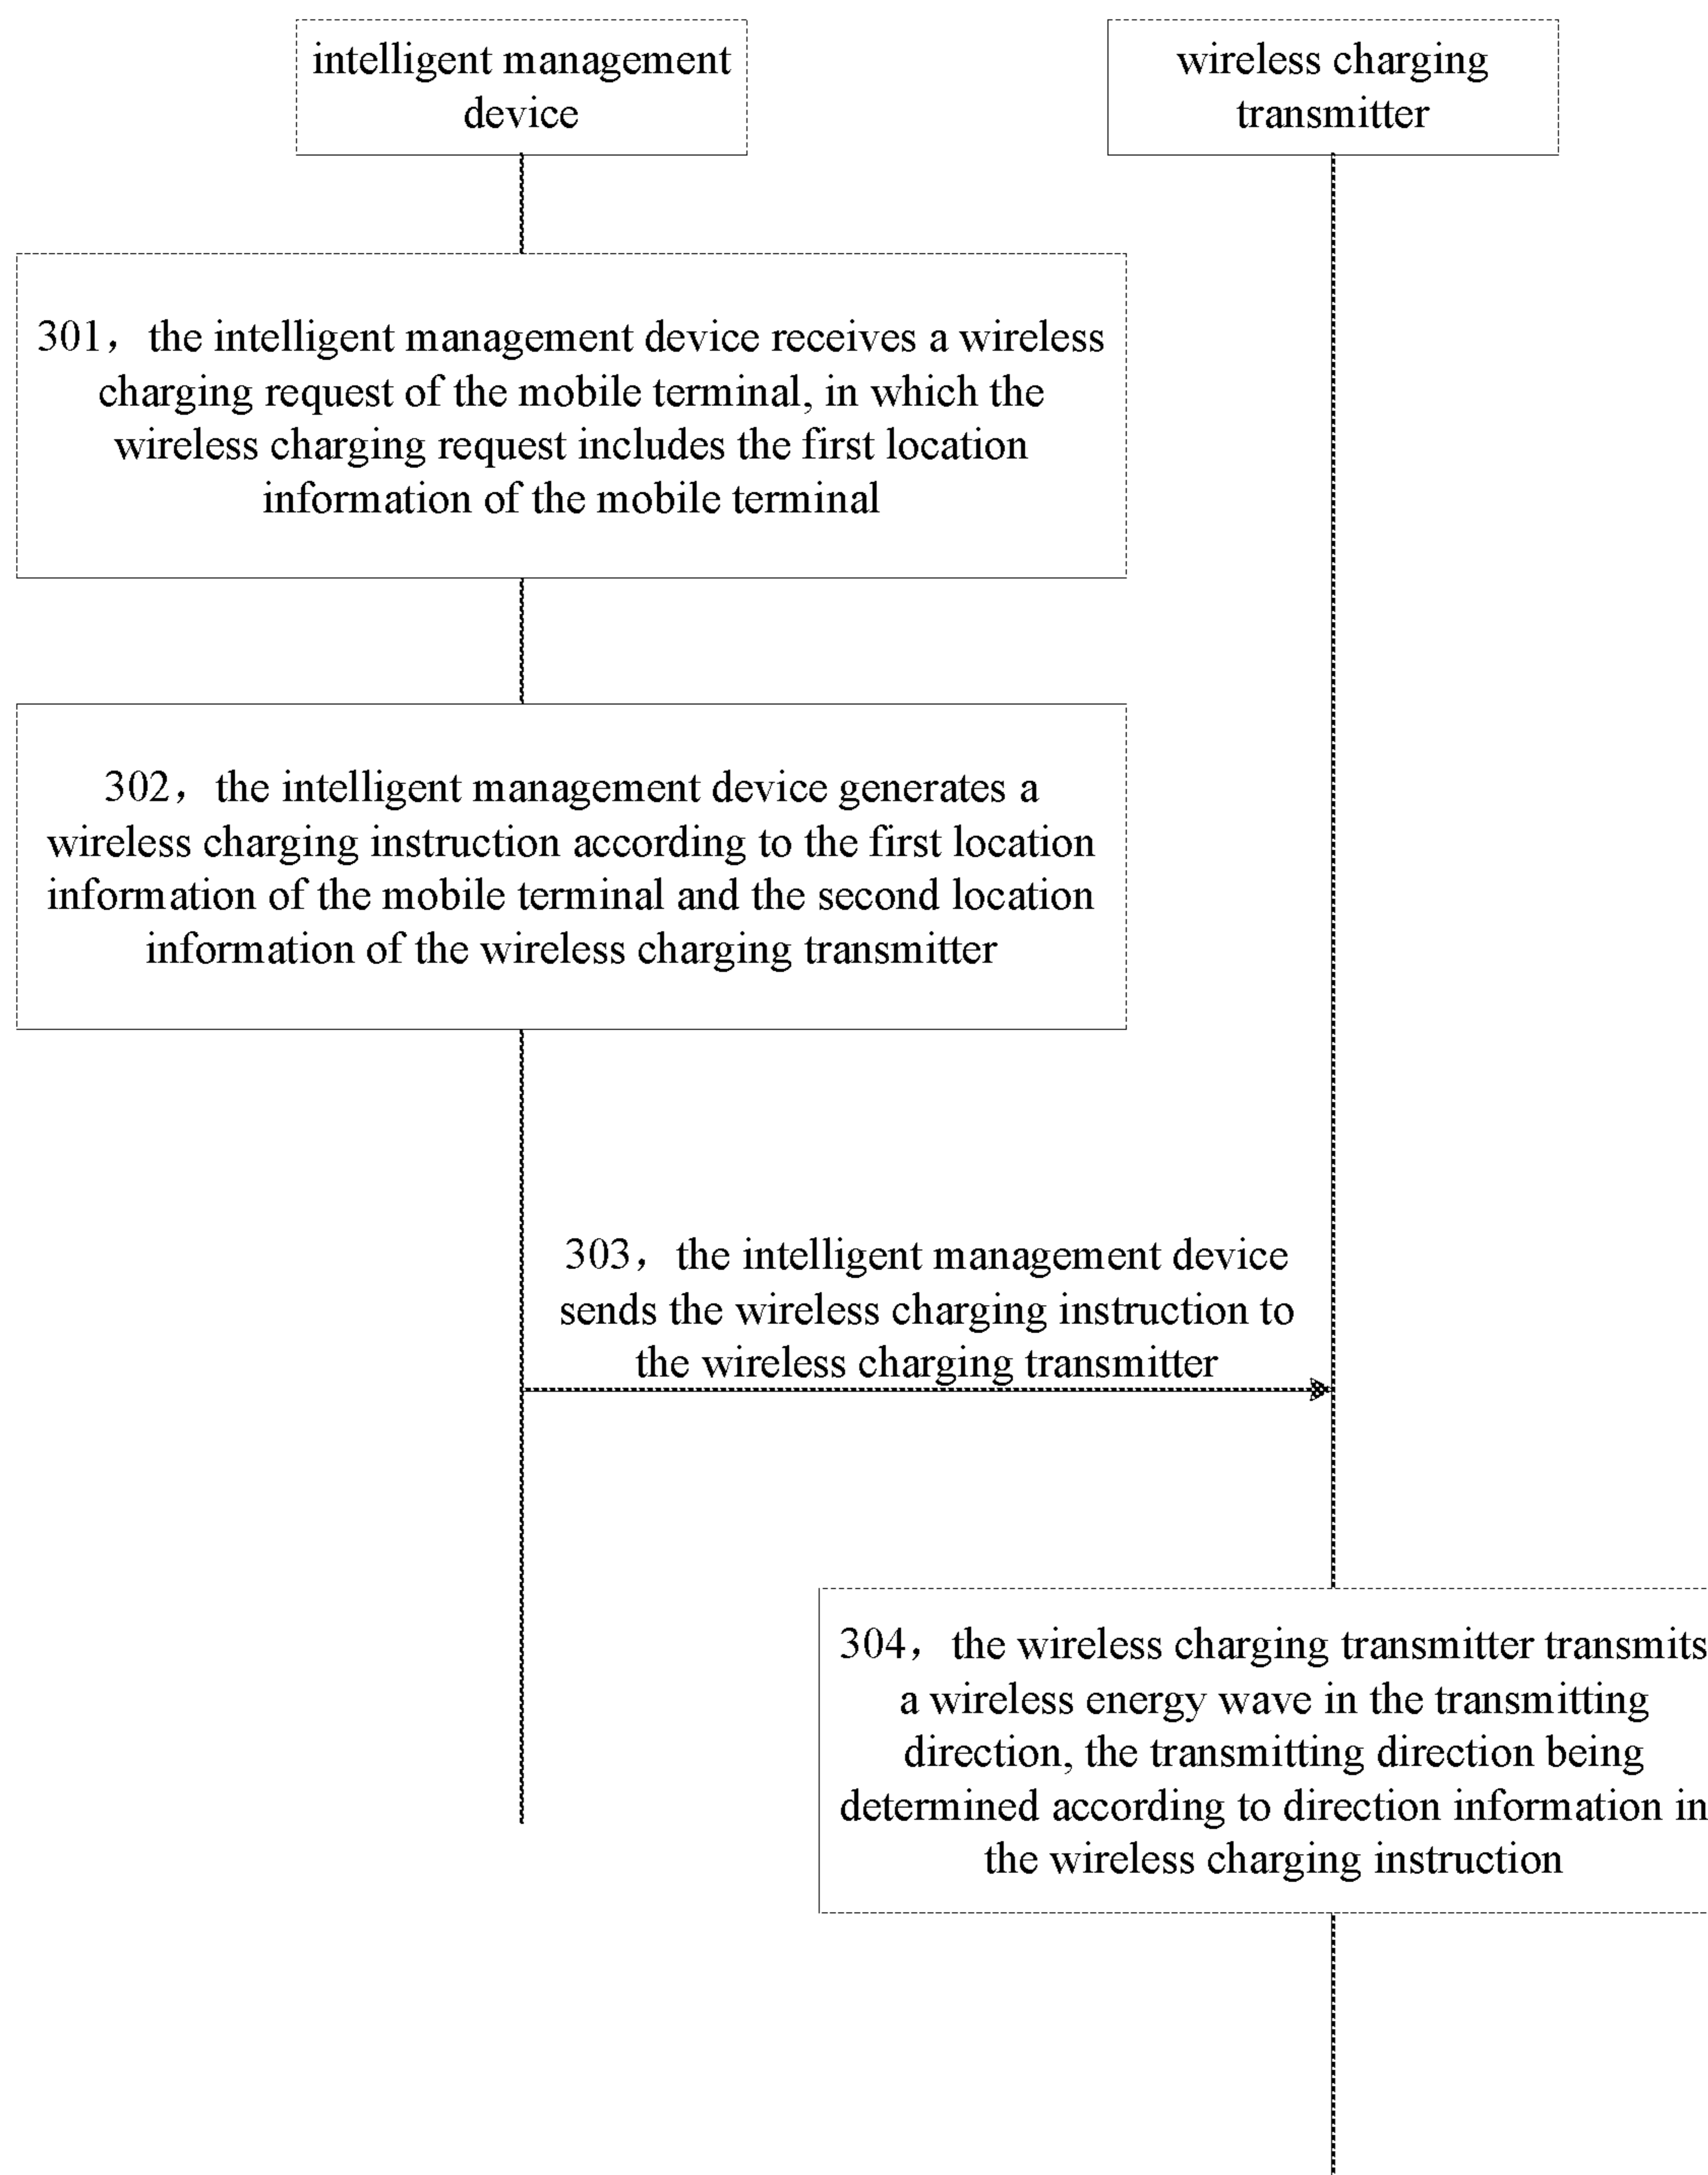 intelligent management
device
wireless charging
transmitter
301，the intelligent management device receives a wireless
charging request of the mobile terminal, in which the
wireless charging request includes the first location
information of the mobile terminal
302，the intelligent management device generates a
wireless charging instruction according to the first location
information of the mobile terminal and the second location
information of the wireless charging transmitter
303，the intelligent management device
sends the wireless charging instruction to
the wireless charging transmitter
304，the wireless charging transmitter transmits
a wireless energy wave in the transmitting
direction, the transmitting direction being
determined according to direction information in
the wireless charging instruction